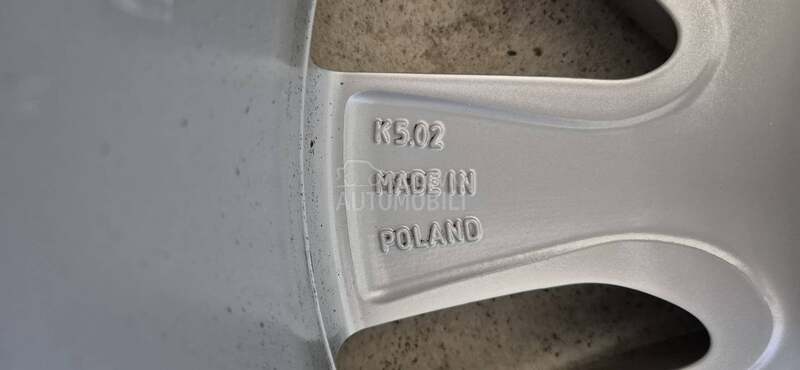 K5.02
MADE IN
AUTOMOBILI
POLAND